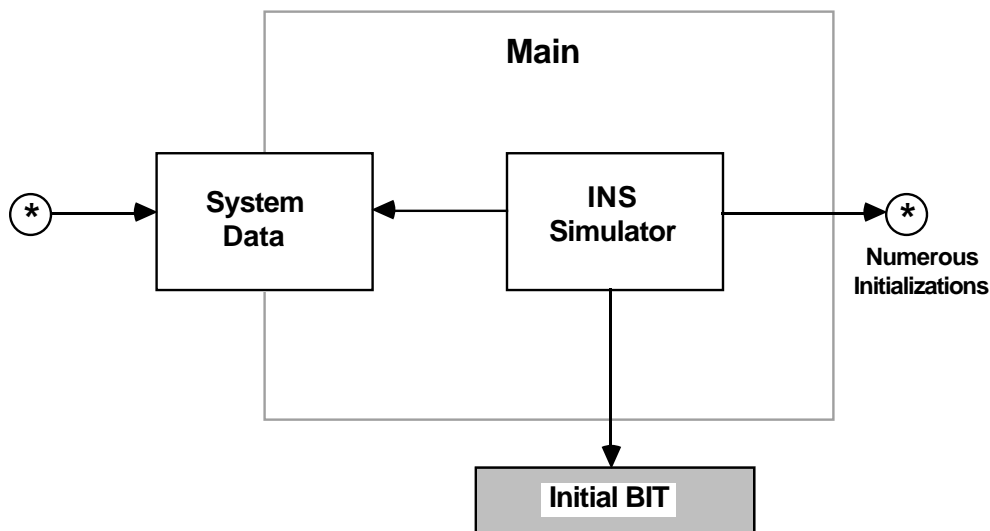 Main
*
System
Data
INS
Simulator
*
Numerous
Initializations
Initial BIT